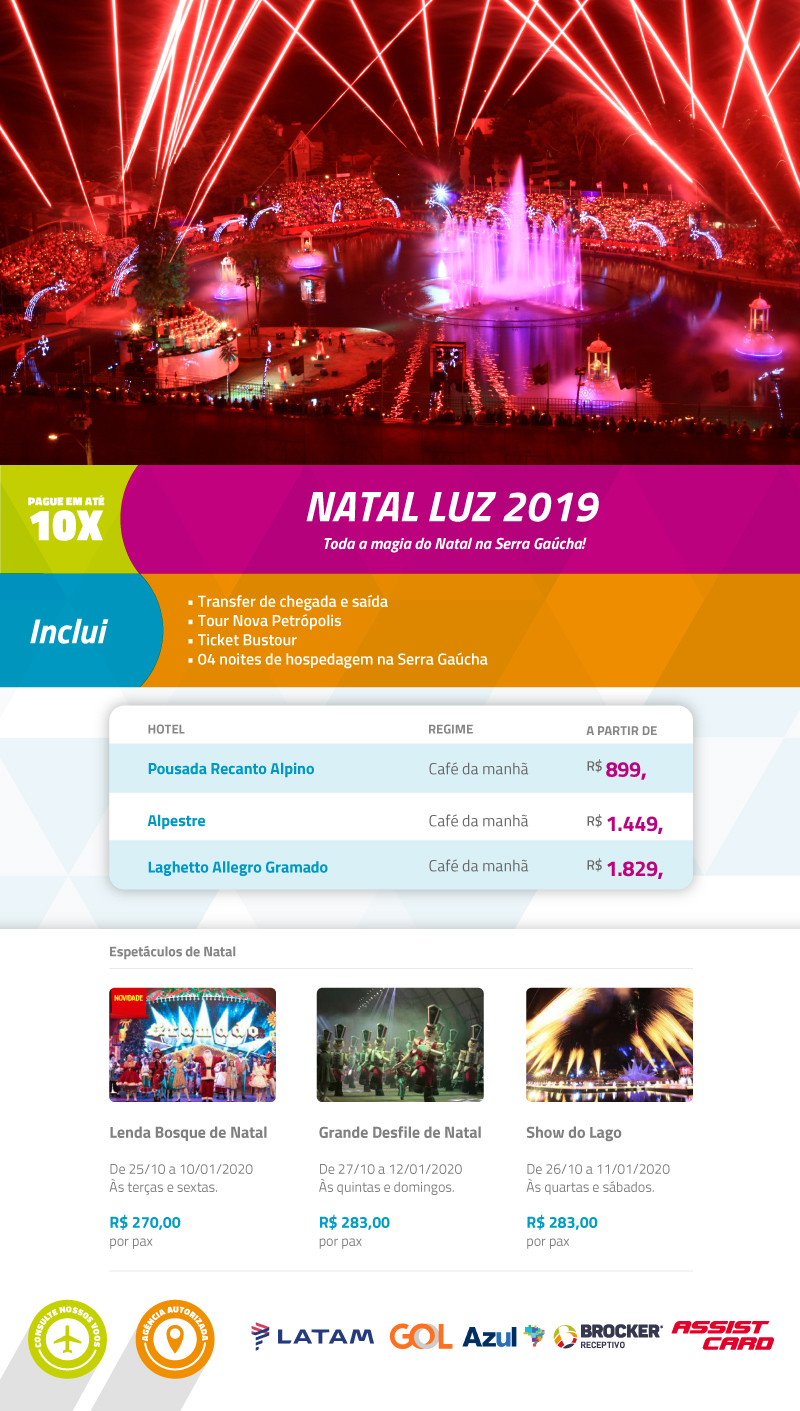 PAGUE EM ATÉ
10X
NATAL LUZ 2019
Toda a magia do Natal na Serra Gaúcha!
Inclui
▪ Transfer de chegada e saída
▪ Tour Nova Petrópolis
▪ Ticket Bustour
▪ 04 noites de hospedagem na Serra Gaúcha
HOTEL REGIME A PARTIR DE
Pousada Recanto Alpino Café da manhã R$ 899,
Alpestre Café da manhã R$ 1.449,
Laghetto Allegro Gramado Café da manhã R$ 1.829,
Espetáculos de Natal
NOVIDADE
Gramado
Lenda Bosque de Natal
De 25/10 a 10/01/2020
Às terças e sextas.
R$ 270,00
por pax
Grande Desfile de Natal
De 27/10 a 12/01/2020
Às quintas e domingos.
R$ 283,00
por pax
Show do Lago
De 26/10 a 11/01/2020
Às quartas e sábados.
R$ 283,00
por pax
CONSULTE NOSSOS VOOS
AGÊNCIA AUTORIZADA
LATAM
GOL
Azul
BROCKER
RECEPTIVO
ASSIST
CARD